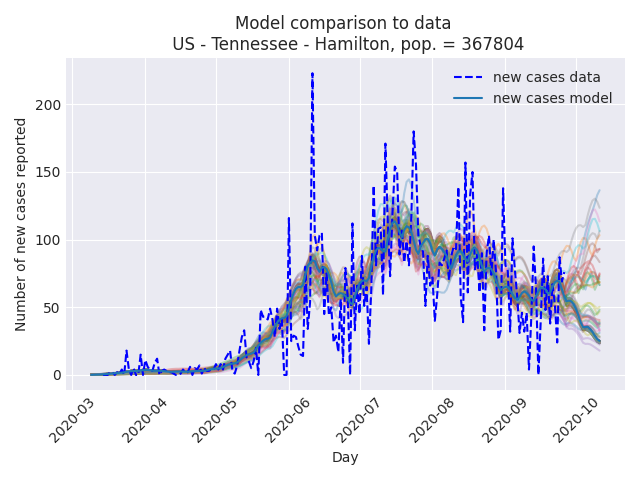 Model comparison to data
US - Tennessee - Hamilton, pop. = 367804
new cases data
new cases model
Number of new cases reported
200
150
100
50
0
2020-03
2020-04
2020-05
2020-06
2020-07
2020-08
2020-09
2020-10
Day